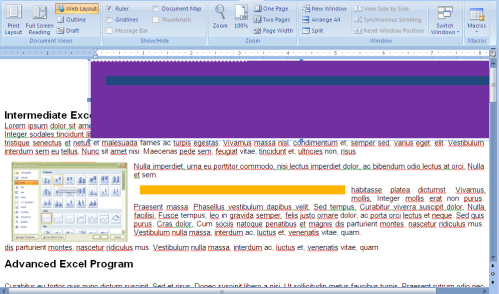 Print Layout
Full Screen Reading
Web Layout
Outline
Draft
Document Views
Ruler
Gridlines
Message Bar
Document Map
Thumbnails
Show/Hide
Zoom
100%
One Page
Two Pages
Page Width
Zoom
New Window
Arrange All
Split
View Side by Side
Synchronous Scrolling
Reset Window Position
Window
Switch Windows
Macros
Macros
Intermediate Exce
Lorem ipsum dolor sit ame
Integer sodales tincidunt li
tristique senectus et netus et malesuada fames ac turpis egestas. Vivamus massa nisl, condimentum et, semper sed, varius eget, elit. Vestibulum
interdum sem eu tellus. Nunc sit amet nisi. Maecenas pede sem, feugiat vitae, tincidunt et, ultricies non, risus.
Nulla imperdiet, urna eu porttitor commodo, nisi lectus imperdiet dolor, ac bibendum odio lectus at orci. Nulla
et sem.
habitasse platea dictumst. Vivamus
mollis. Integer mollis erat non purus.
Praesent massa. Phasellus vestibulum dapibus velit. Sed tempus. Curabitur viverra suscipit dolor. Nulla
facilisi. Fusce tempus, leo in gravida semper, felis justo ornare dolor, ac porta orci lectus et neque. Sed quis
purus. Cras dolor. Cum sociis natoque penatibus et magnis dis parturient montes, nascetur ridiculus mus.
Vestibulum nulla massa, interdum ac, luctus et, venenatis vitae, quam.
dis parturient montes, nascetur ridiculus mus. Vestibulum nulla massa, interdum ac, luctus et, venenatis vitae, quam.
Advanced Excel Program